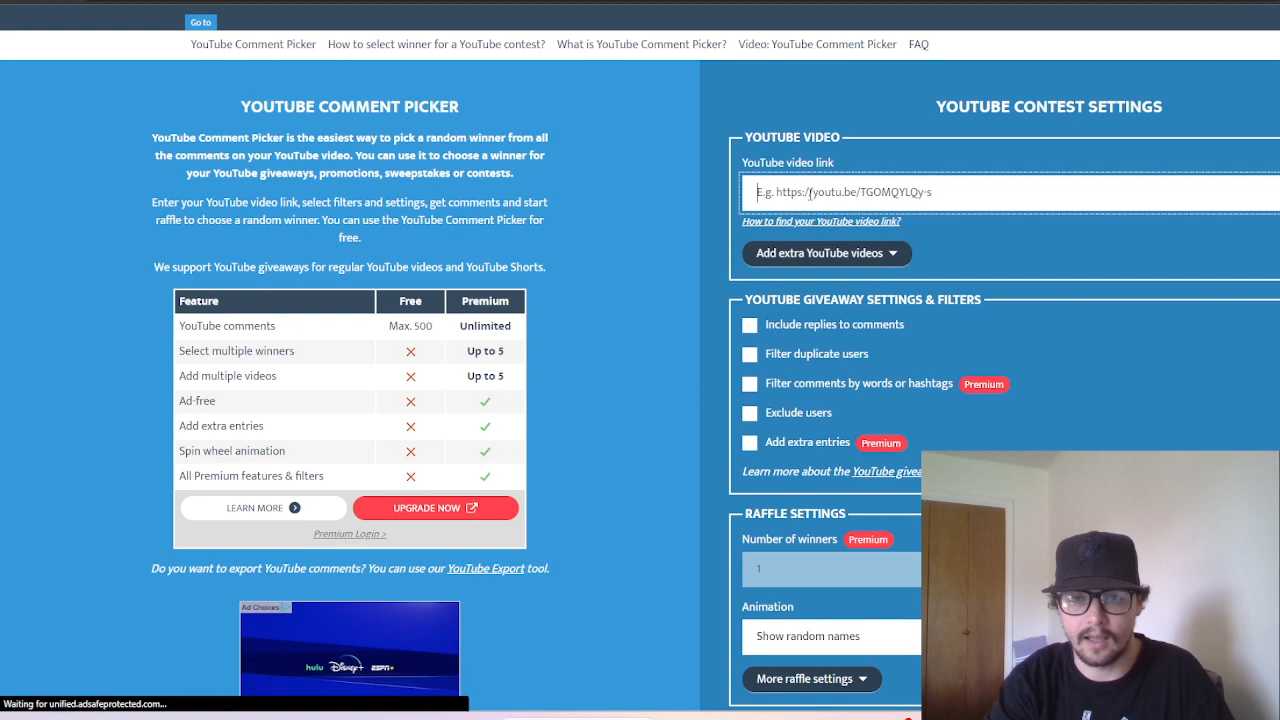 Go to
YouTube Comment Picker How to select winner for a YouTube contest? What is YouTube Comment Picker? Video: YouTube Comment Picker FAQ
YOUTUBE COMMENT PICKER
YouTube Comment Picker is the easiest way to pick a random winner from all
the comments on your YouTube video. You can use it to choose a winner for
your YouTube giveaways, promotions, sweepstakes or contests.
Enter your YouTube video link, select filters and settings, get comments and start
raffle to choose a random winner. You can use the YouTube Comment Picker for
free.
We support YouTube giveaways for regular YouTube videos and YouTube Shorts.
Feature Free Premium
YouTube comments Max. 500 Unlimited
Select multiple winners Up to 5
Add multiple videos Up to 5
Ad-free
Add extra entries
Spin wheel animation
All Premium features & filters
LEARN MORE UPGRADE NOW
Premium Login >
Do you want to export YouTube comments? You can use our YouTube Export tool.
Ad Choices
hulu Disney+ ESPN+
Waiting for unified.adsafeprotected.com...
YOUTUBE CONTEST SETTINGS
YOUTUBE VIDEO
YouTube video link
E.g. https://youtu.be/TGOMQYLQy-s
How to find your YouTube video link?
Add extra YouTube videos
YOUTUBE GIVEAWAY SETTINGS & FILTERS
Include replies to comments
Filter duplicate users
Filter comments by words or hashtags Premium
Exclude users
Add extra entries Premium
Learn more about the YouTube givea
RAFFLE SETTINGS
Number of winners Premium
1
Animation
Show random names
More raffle settings